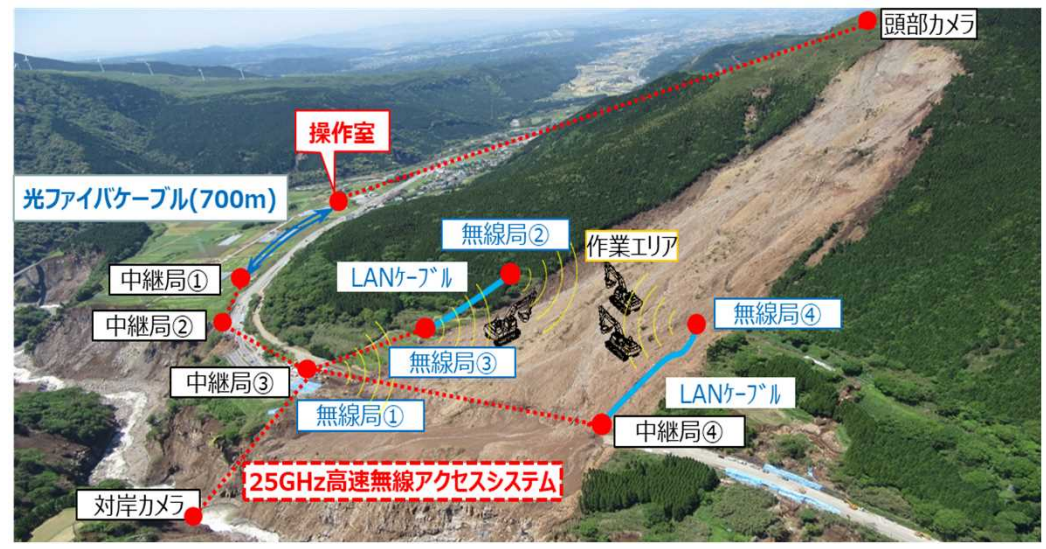 頭部カメラ
操作室
光ファイバケーブル(700m)
無線局②
作業エリア
LANｹｰﾌﾞﾙ
中継局①
中継局②
無線局④
無線局③
中継局③
LANｹｰﾌﾞﾙ
無線局①
中継局④
25GHz高速無線アクセスシステム
対岸カメラ